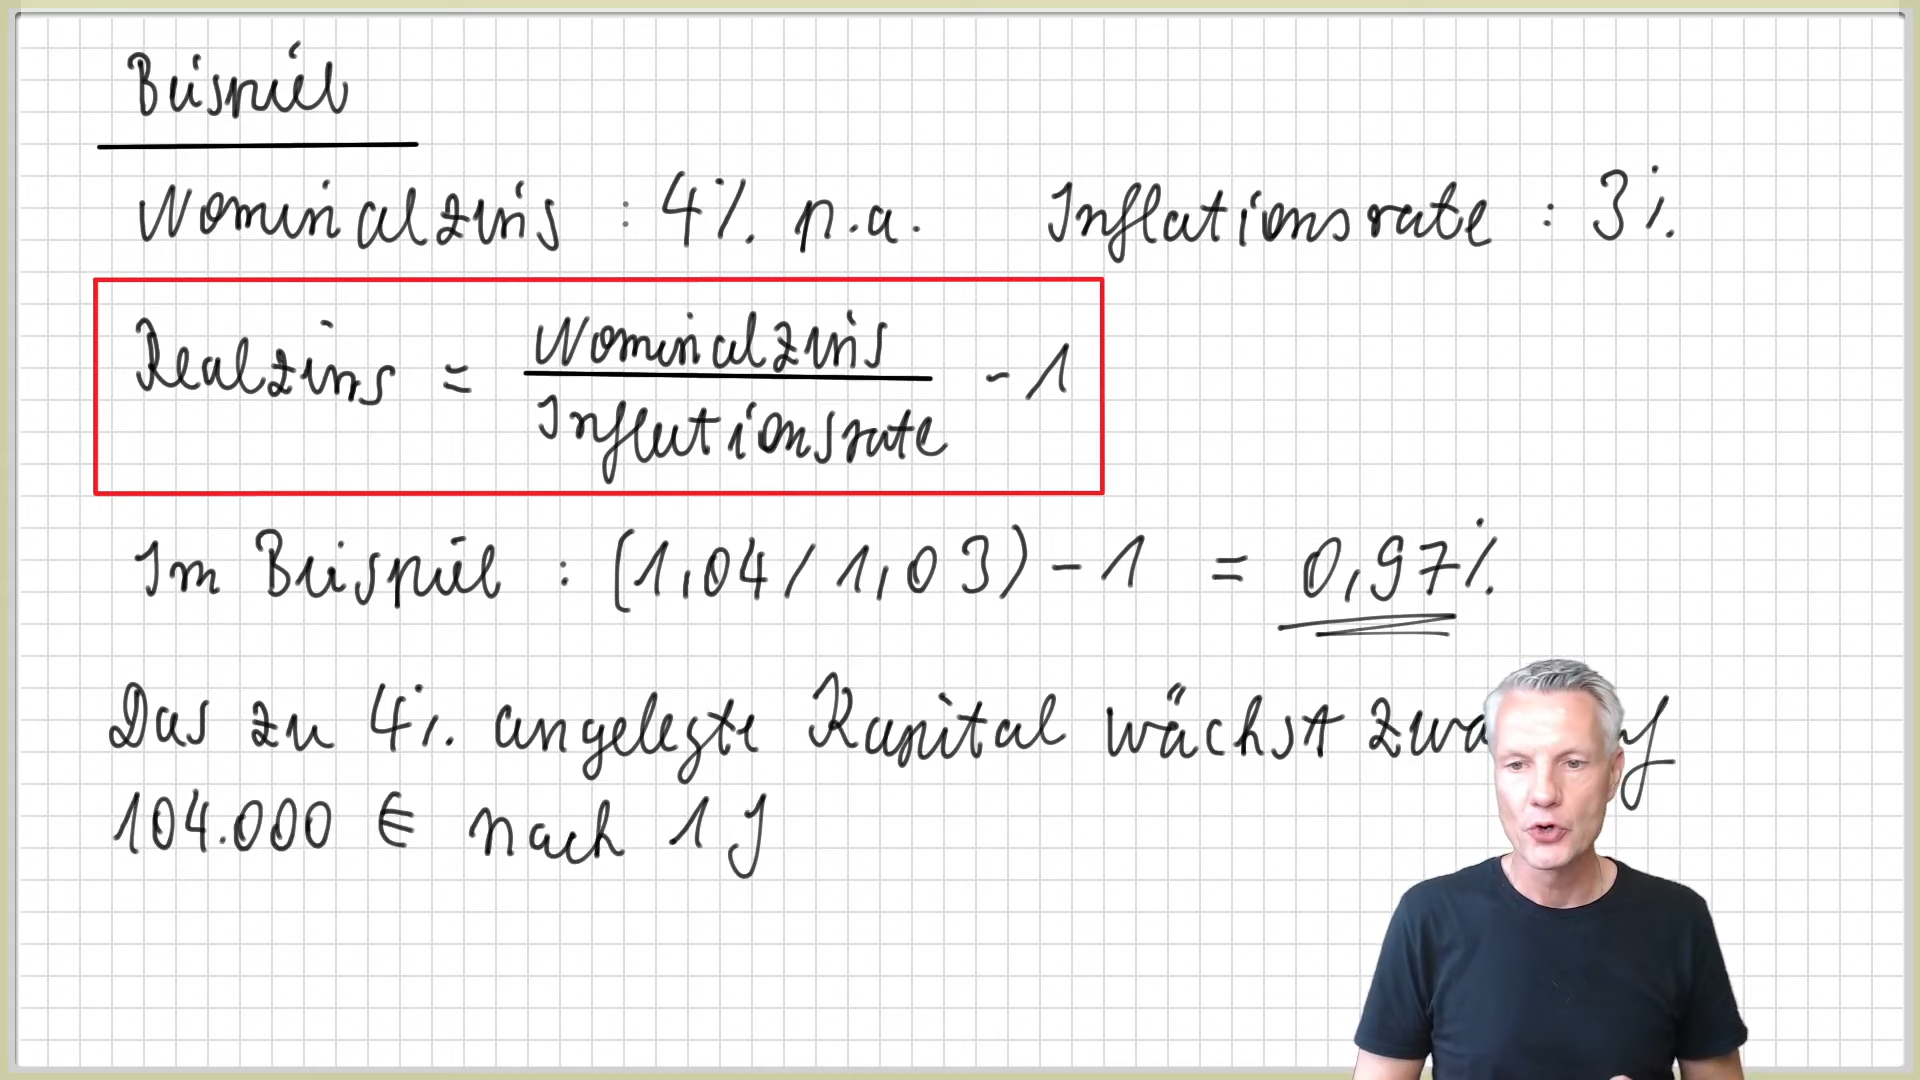 Beispiel
Nominalzins : 4% p.a. Inflationsrate : 3%
Realzins = Nominalzins / Inflationsrate - 1
Im Beispiel : (1,04 / 1,03) - 1 = 0,97%
Das zu 4% angelegte Kapital wächst
104.000 € nach 1 J